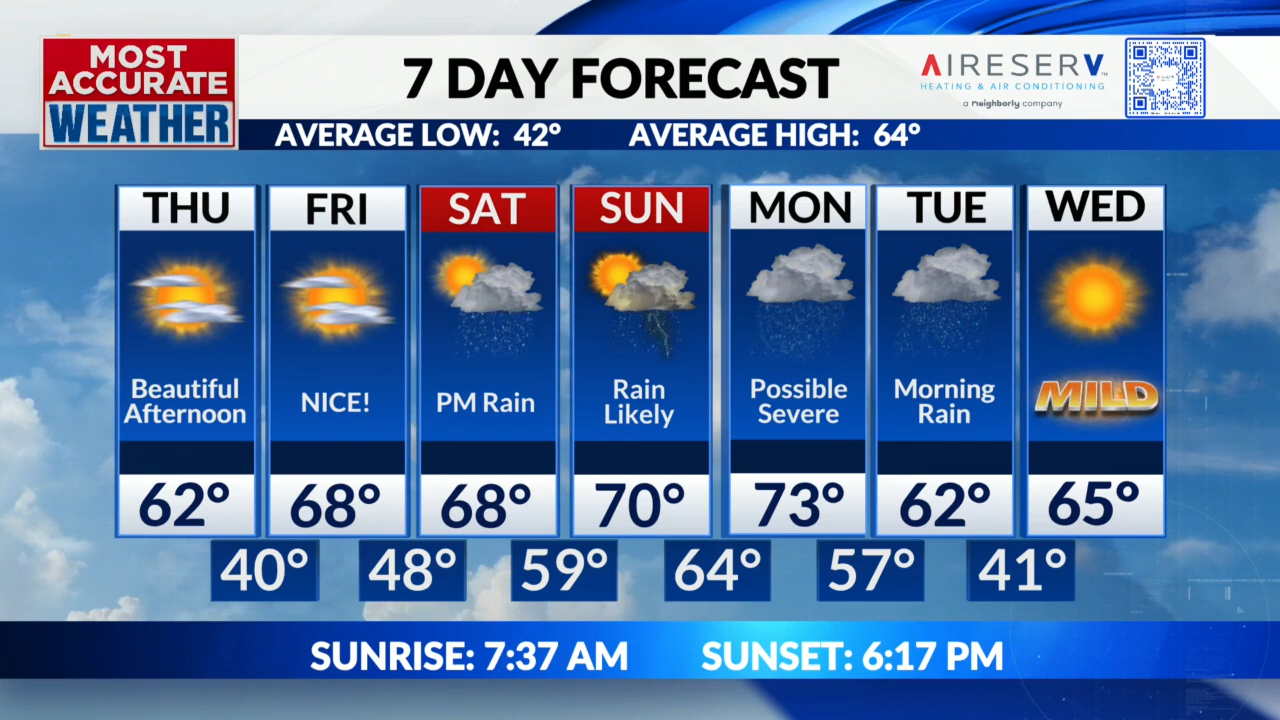 MOST
ACCURATE
WEATHER
7 DAY FORECAST
AIRESERV™
HEATING & AIR CONDITIONING
a neighborly company
AVERAGE LOW: 42° AVERAGE HIGH: 64°
THU FRI SAT SUN MON TUE WED
Beautiful
Afternoon
NICE!
PM Rain
Rain
Likely
Possible
Severe
Morning
Rain
MILD
62° 68° 68° 70° 73° 62° 65°
40° 48° 59° 64° 57° 41°
SUNRISE: 7:37 AM SUNSET: 6:17 PM